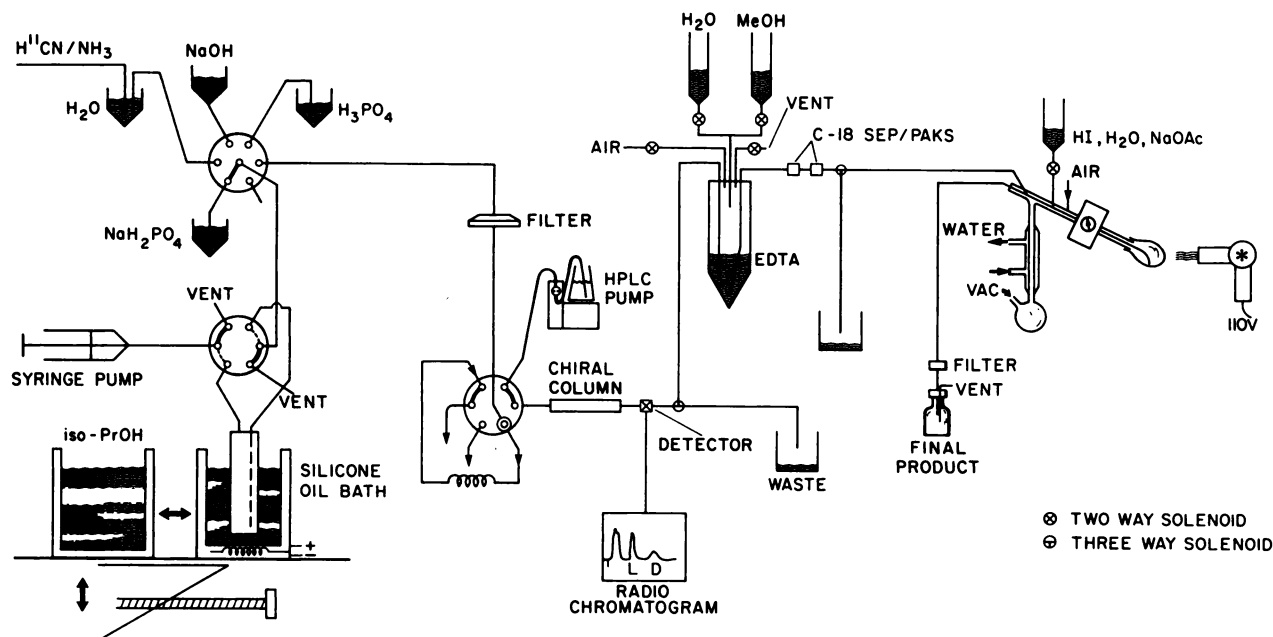 H₂O
MeOH
H¹¹CN/NH₃
NaOH
H₂O
H₃PO₄
VENT
C-18 SEP/PAKS
AIR
HI, H₂O, NaOAc
AIR
NaH₂PO₄
FILTER
WATER
EDTA
HPLC
PUMP
VENT
VAC
110V
SYRINGE PUMP
VENT
CHIRAL
COLUMN
FILTER
VENT
iso-PrOH
DETECTOR
FINAL
PRODUCT
SILICONE
OIL BATH
WASTE
+
L D
RADIO
CHROMATOGRAM
⊗ TWO WAY SOLENOID
⊖ THREE WAY SOLENOID